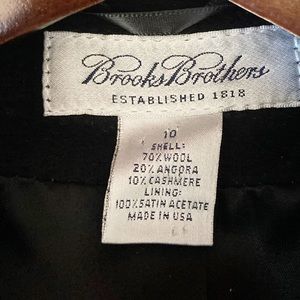 Brooks Brothers
ESTABLISHED 1818
10
SHELL:
70% WOOL
20% ANGORA
10% CASHMERE
LINING:
100% SATIN ACETATE
MADE IN USA